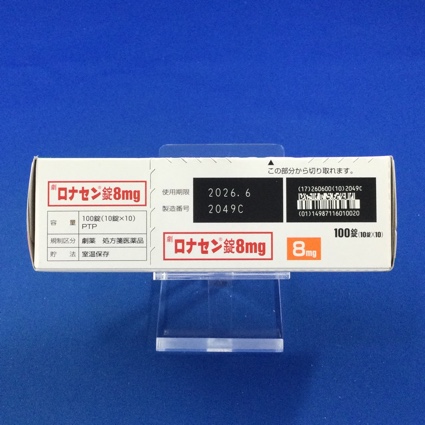 劇 ロナセン®錠8mg
容量 100錠(10錠×10)
PTP
規制区分 劇薬 処方箋医薬品
貯法 室温保存
▲
この部分から切り取れます。
使用期限 2026.6
製造番号 2049C
(17)260600(10)2049C
(01)14987116010020
劇 ロナセン®錠8mg
8mg
100錠(10錠×10)